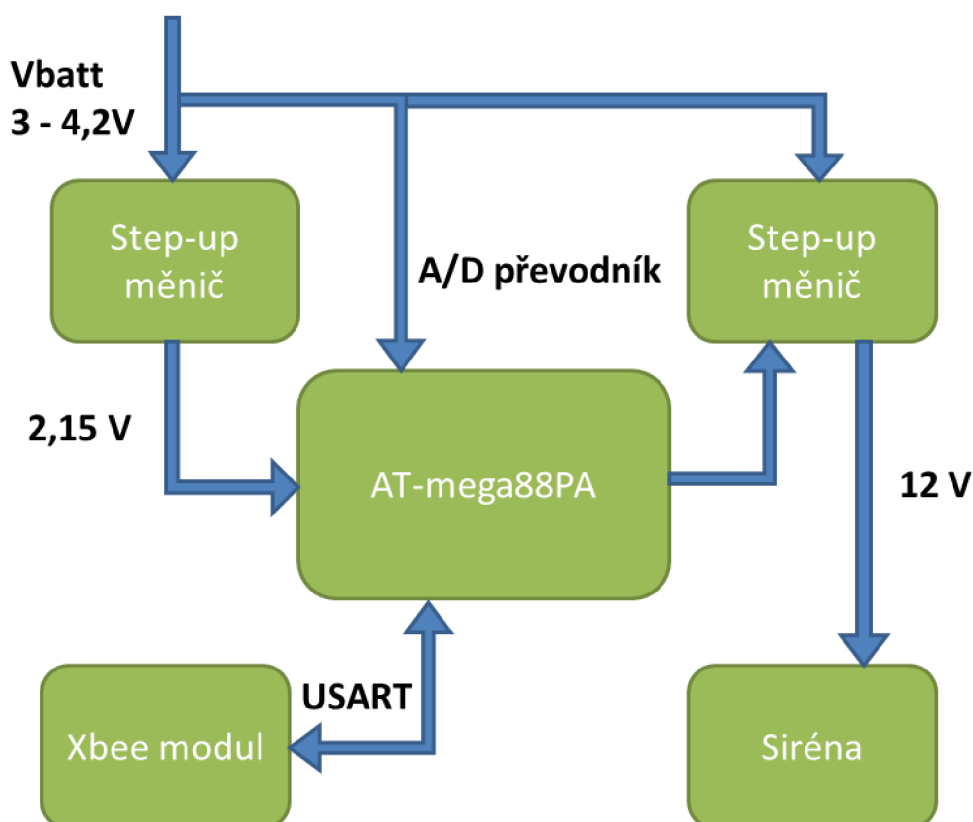 Vbatt
3 - 4,2V
Step-up
měnič
A/D převodník
Step-up
měnič
2,15 V
AT-mega88PA
12 V
USART
Xbee modul
Siréna